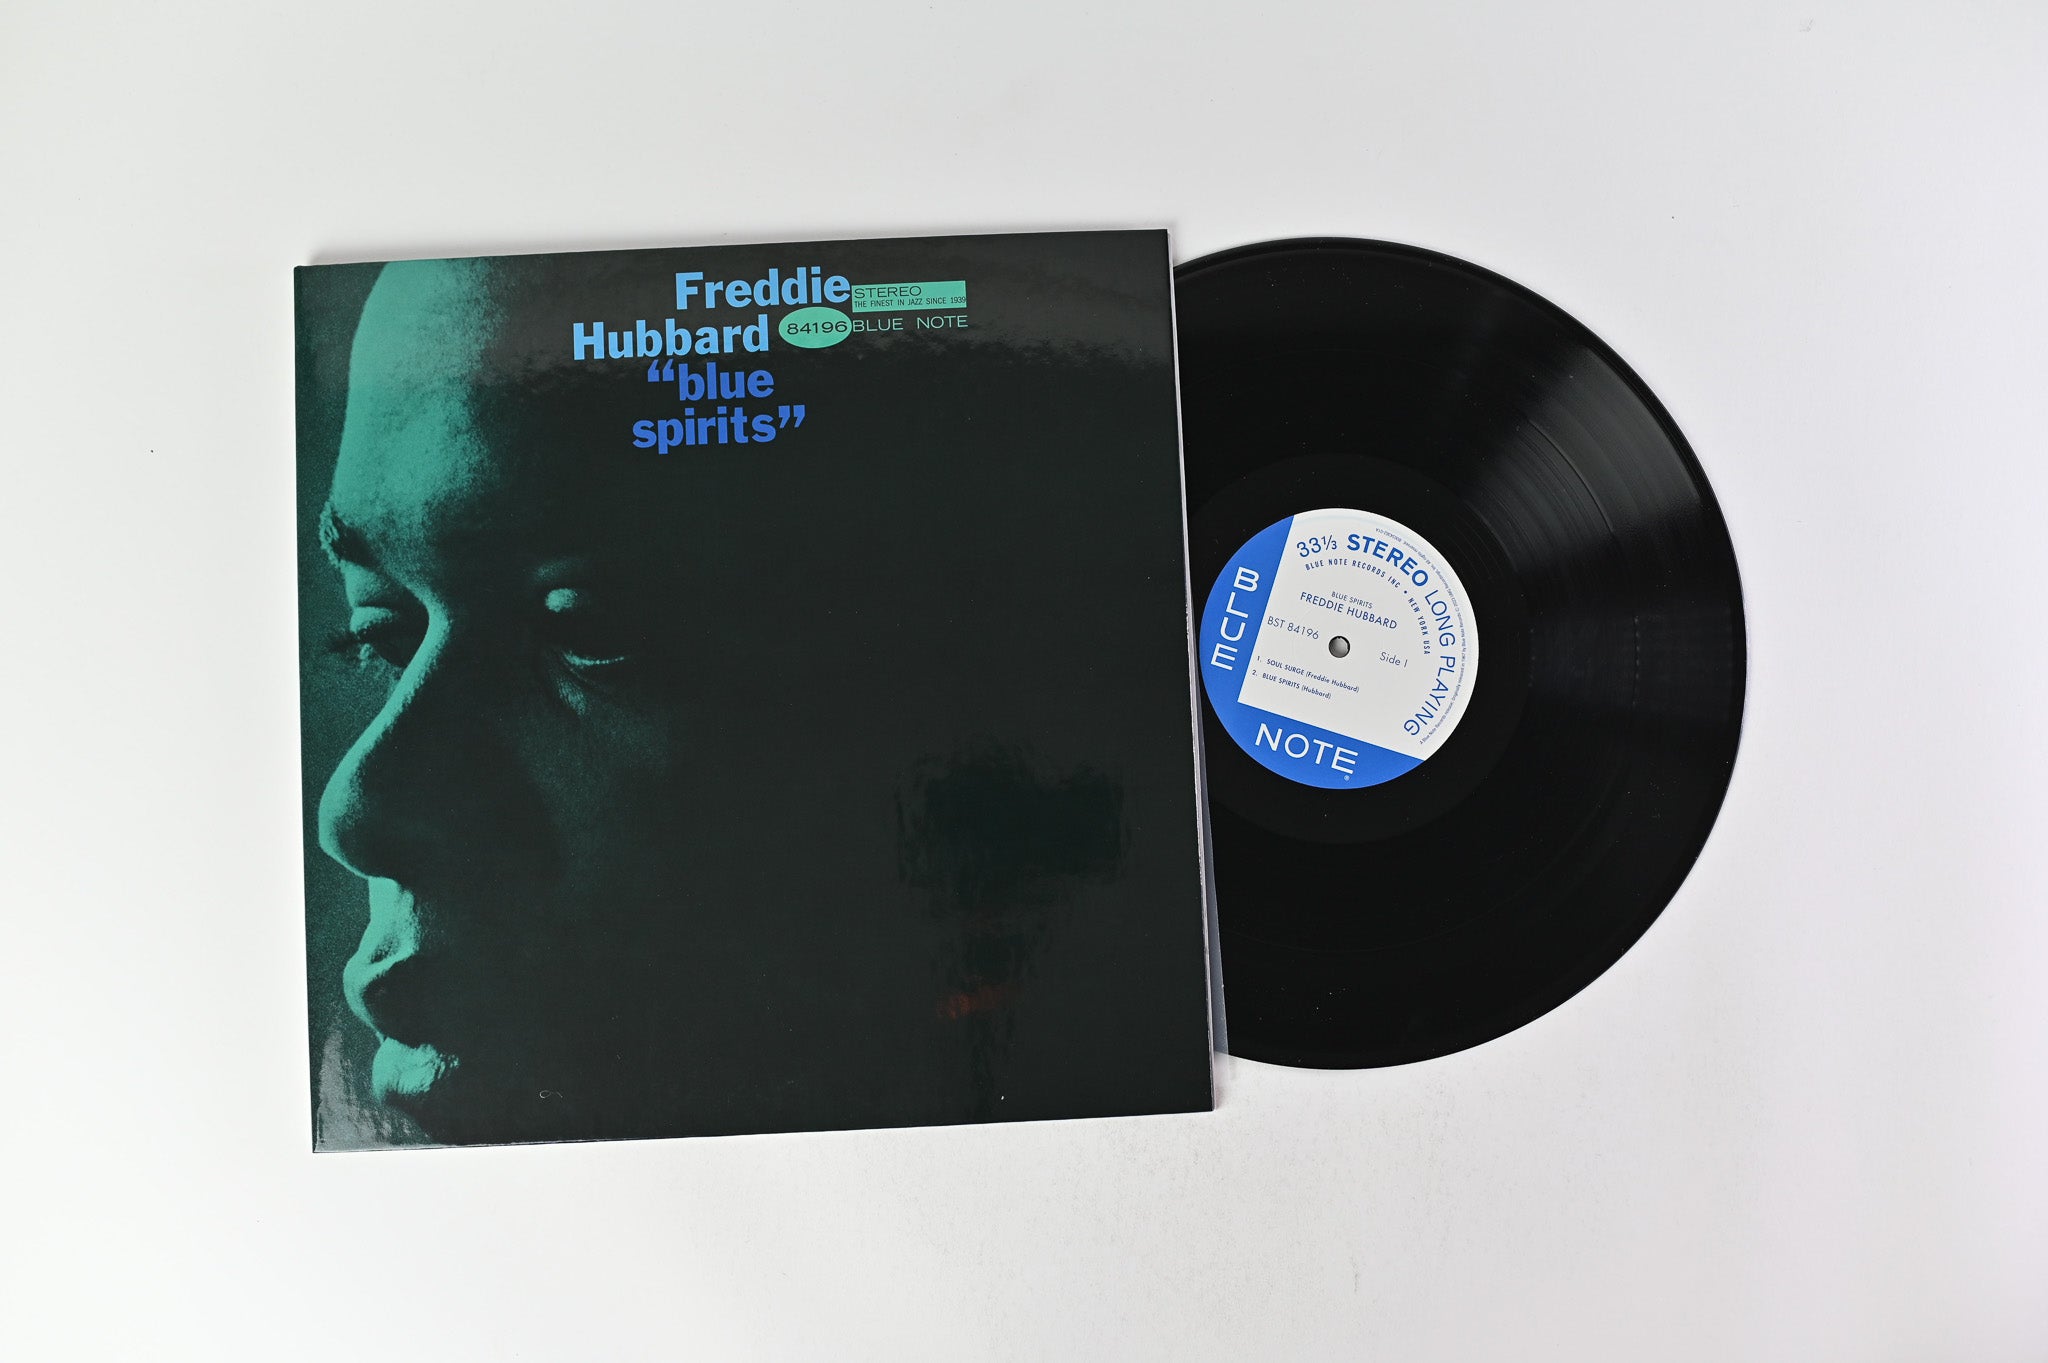 Freddie
Hubbard
“blue
spirits”
STEREO
THE FINEST IN JAZZ SINCE 1939
84196 BLUE NOTE
33⅓ STEREO LONG PLAYING
BLUE NOTE RECORDS INC • NEW YORK USA
BLUE SPIRITS
FREDDIE HUBBARD
BST 84196
Side I
1. SOUL SURGE (Freddie Hubbard)
2. BLUE SPIRITS (Hubbard)
BLUE
NOTE
®